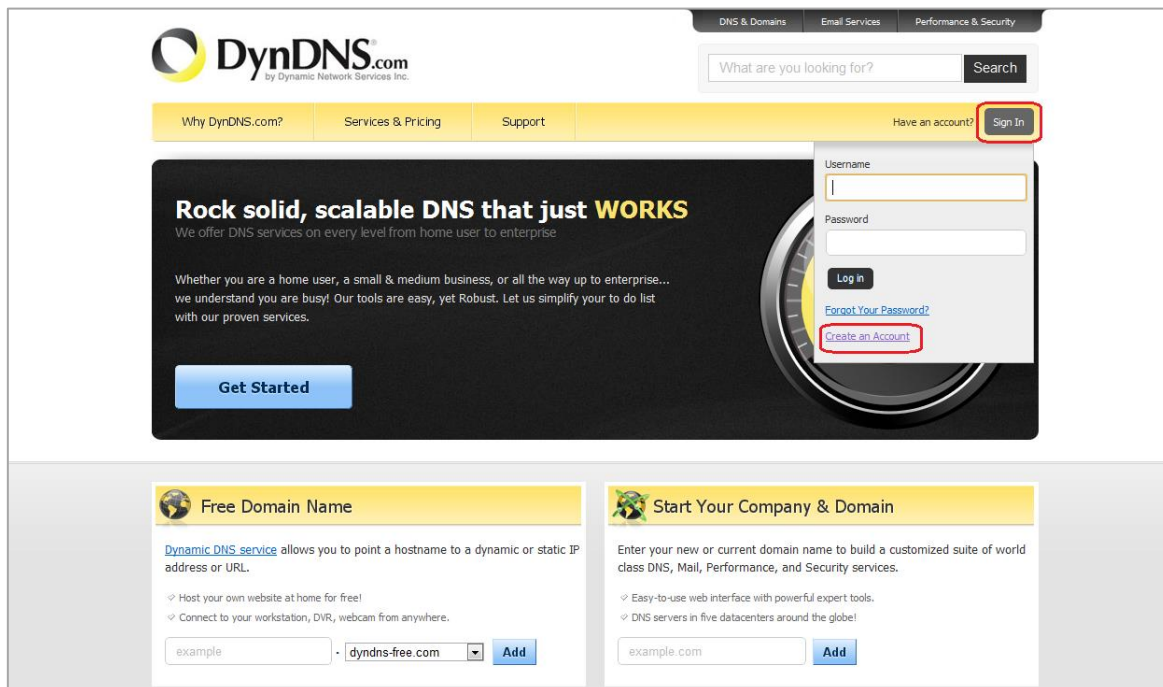 DNS & Domains
Email Services
Performance & Security
DynDNS.com
by Dynamic Network Services Inc.
What are you looking for?
Search
Why DynDNS.com?
Services & Pricing
Support
Have an account?
Sign In
Username
Password
Log in
Forgot Your Password?
Create an Account
Rock solid, scalable DNS that just WORKS
We offer DNS services on every level from home user to enterprise
Whether you are a home user, a small & medium business, or all the way up to enterprise...
we understand you are busy! Our tools are easy, yet Robust. Let us simplify your to do list
with our proven services.
Get Started
Free Domain Name
Dynamic DNS service allows you to point a hostname to a dynamic or static IP
address or URL.
Host your own website at home for free!
Connect to your workstation, DVR, webcam from anywhere.
example
. dyndns-free.com
Add
Start Your Company & Domain
Enter your new or current domain name to build a customized suite of world
class DNS, Mail, Performance, and Security services.
Easy-to-use web interface with powerful expert tools.
DNS servers in five datacenters around the globe!
example.com
Add